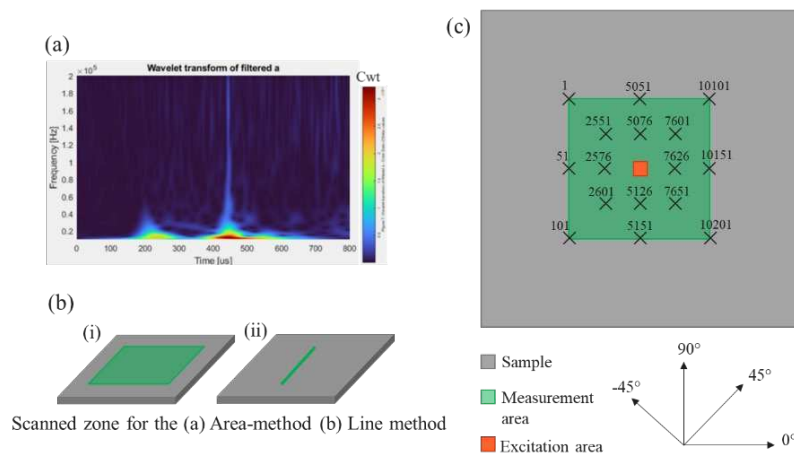 (a)
Wavelet transform of filtered a
Cwt
× 10⁵
2
1.8
1.6
1.4
1.2
1
0.8
0.6
0.4
0.2
Frequency [Hz]
0 100 200 300 400 500 600 700 800
Time [us]
(b)
(i) (ii)
Scanned zone for the (a) Area-method (b) Line method
(c)
1 5051 10101
2551 5076 7601
51 2576 7626 10151
2601 5126 7651
101 5151 10201
Sample
Measurement
area
Excitation area
90°
45°
-45°
0°